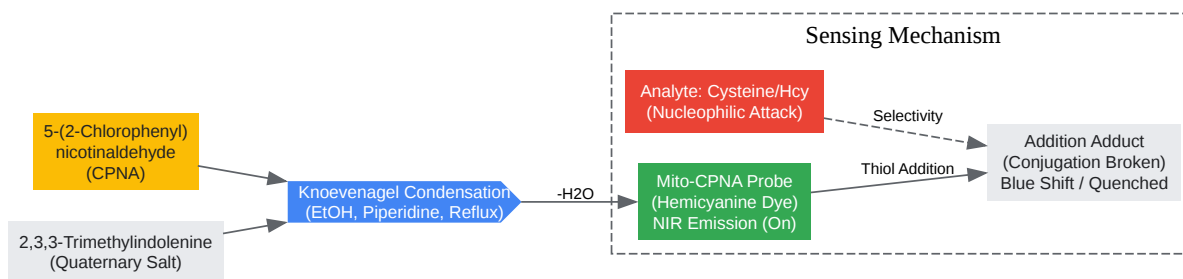 Sensing Mechanism
5-(2-Chlorophenyl)
nicotinaldehyde
(CPNA)
2,3,3-Trimethylindolenine
(Quaternary Salt)
Knoevenagel Condensation
(EtOH, Piperidine, Reflux)
-H2O
Analyte: Cysteine/Hcy
(Nucleophilic Attack)
Selectivity
Mito-CPNA Probe
(Hemicyanine Dye)
NIR Emission (On)
Thiol Addition
Addition Adduct
(Conjugation Broken)
Blue Shift / Quenched